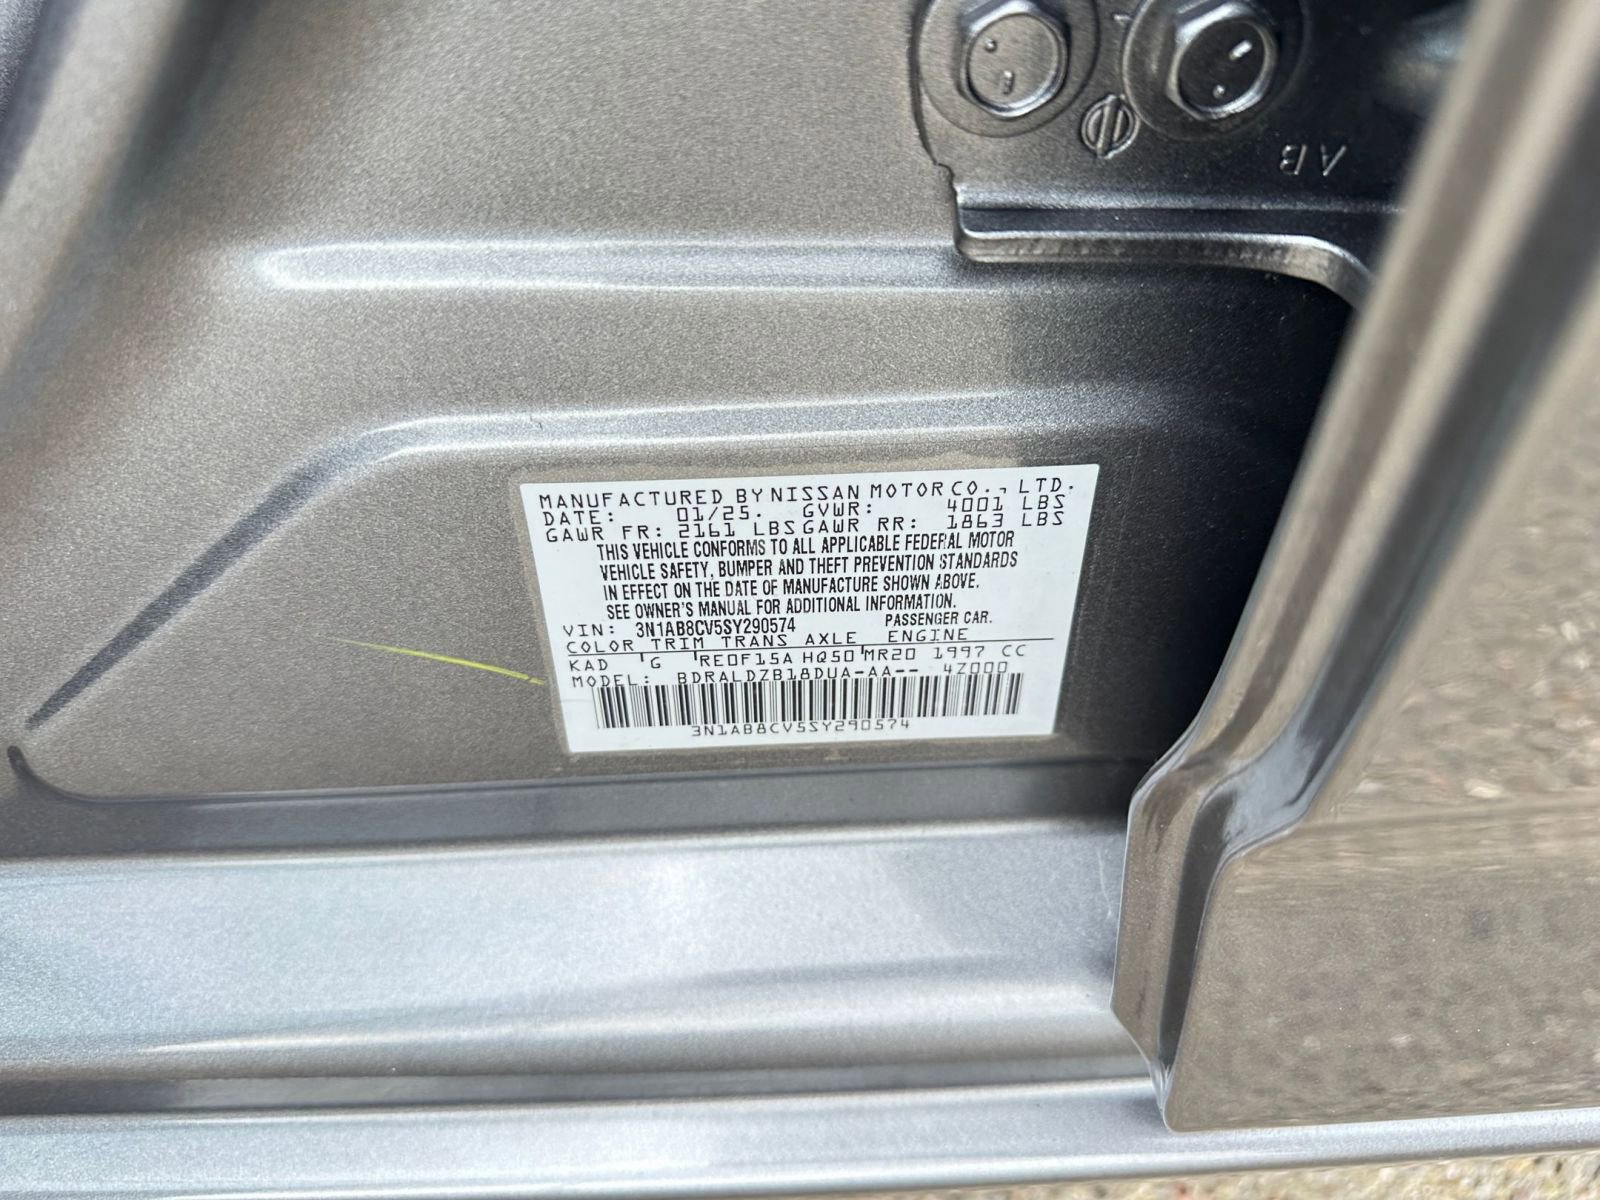 AB
MANUFACTURED BY NISSAN MOTOR CO., LTD.
DATE: 01/25. GVWR: 4001 LBS
GAWR FR: 2161 LBS GAWR RR: 1863 LBS
THIS VEHICLE CONFORMS TO ALL APPLICABLE FEDERAL MOTOR
VEHICLE SAFETY, BUMPER AND THEFT PREVENTION STANDARDS
IN EFFECT ON THE DATE OF MANUFACTURE SHOWN ABOVE.
SEE OWNER'S MANUAL FOR ADDITIONAL INFORMATION.
VIN: 3N1AB8CV5SY290574 PASSENGER CAR.
COLOR TRIM TRANS AXLE ENGINE
KAD G RE0F15A HQ50 MR20 1997 CC
MODEL: BDRALDZB18DUA-AA-- 4Z000
3N1AB8CV5SY290574